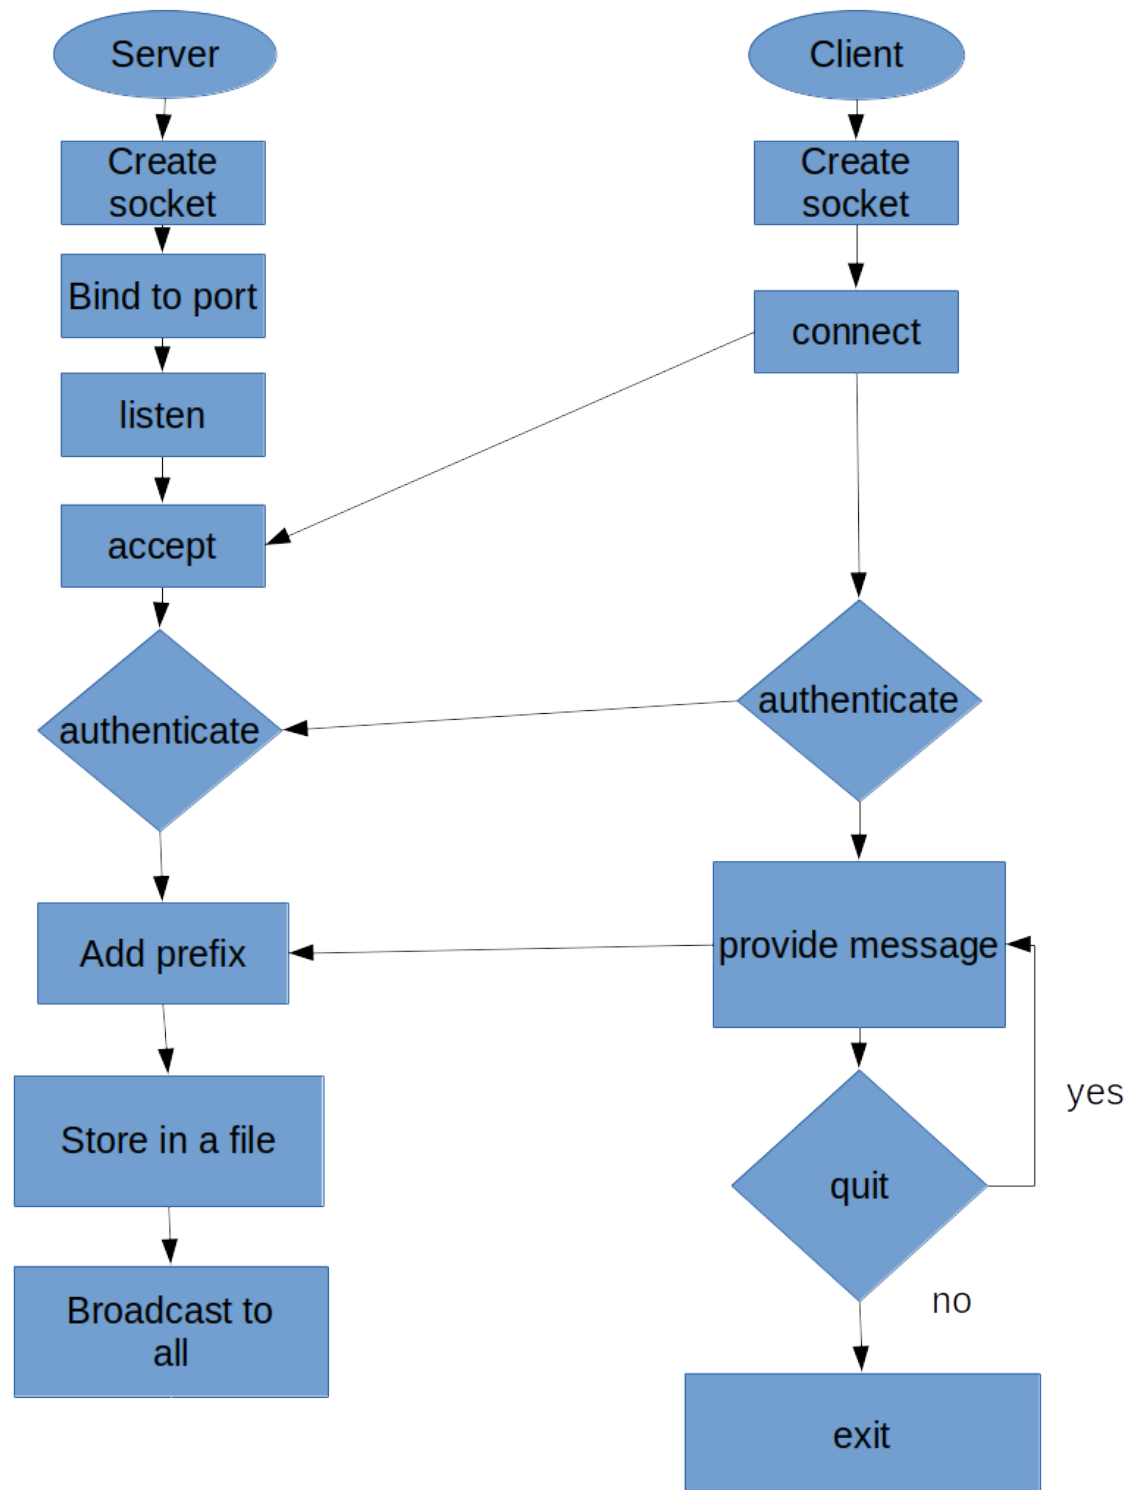 Server
Create
socket
Bind to port
listen
accept
authenticate
Add prefix
Store in a file
Broadcast to
all
Client
Create
socket
connect
authenticate
provide message
yes
quit
no
exit